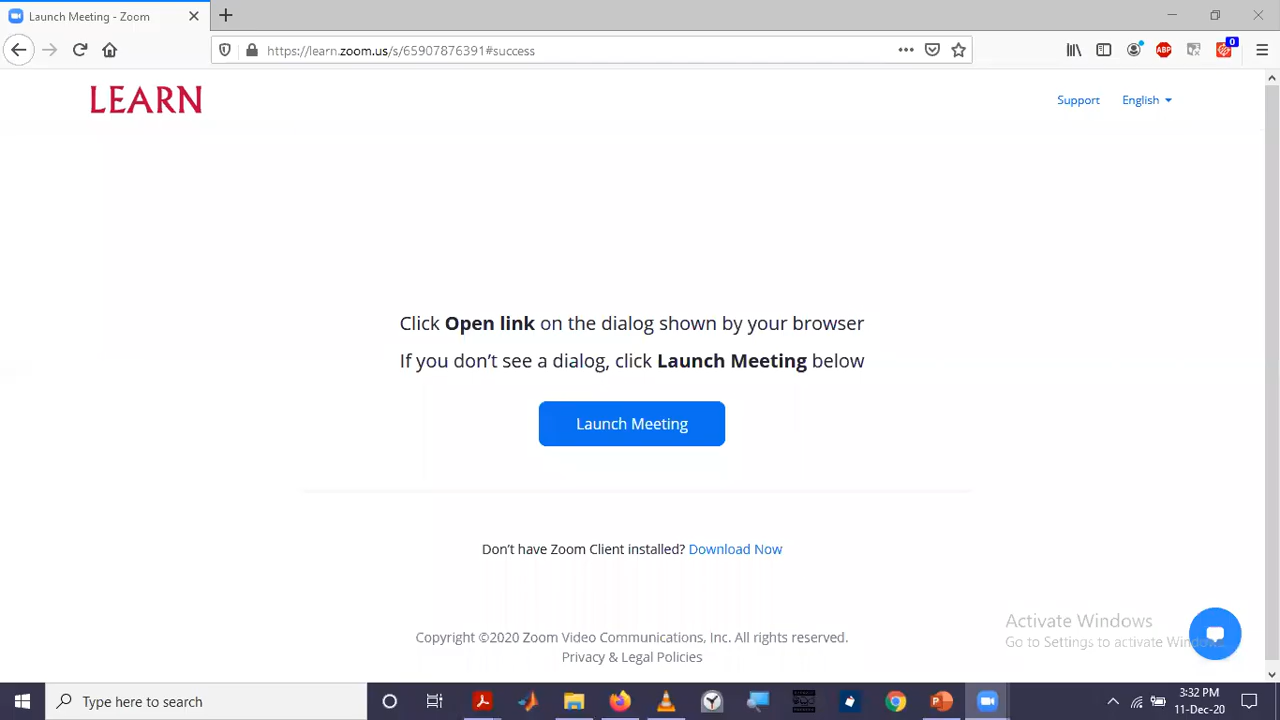 Launch Meeting - Zoom
https://learn.zoom.us/s/65907876391#success
ABP
0
LEARN
Support
English
Click Open link on the dialog shown by your browser
If you don't see a dialog, click Launch Meeting below
Launch Meeting
Don't have Zoom Client installed? Download Now
Copyright ©2020 Zoom Video Communications, Inc. All rights reserved.
Privacy & Legal Policies
Activate Windows
Go to Settings to activate Windows.
Type here to search
3:32 PM
11-Dec-20